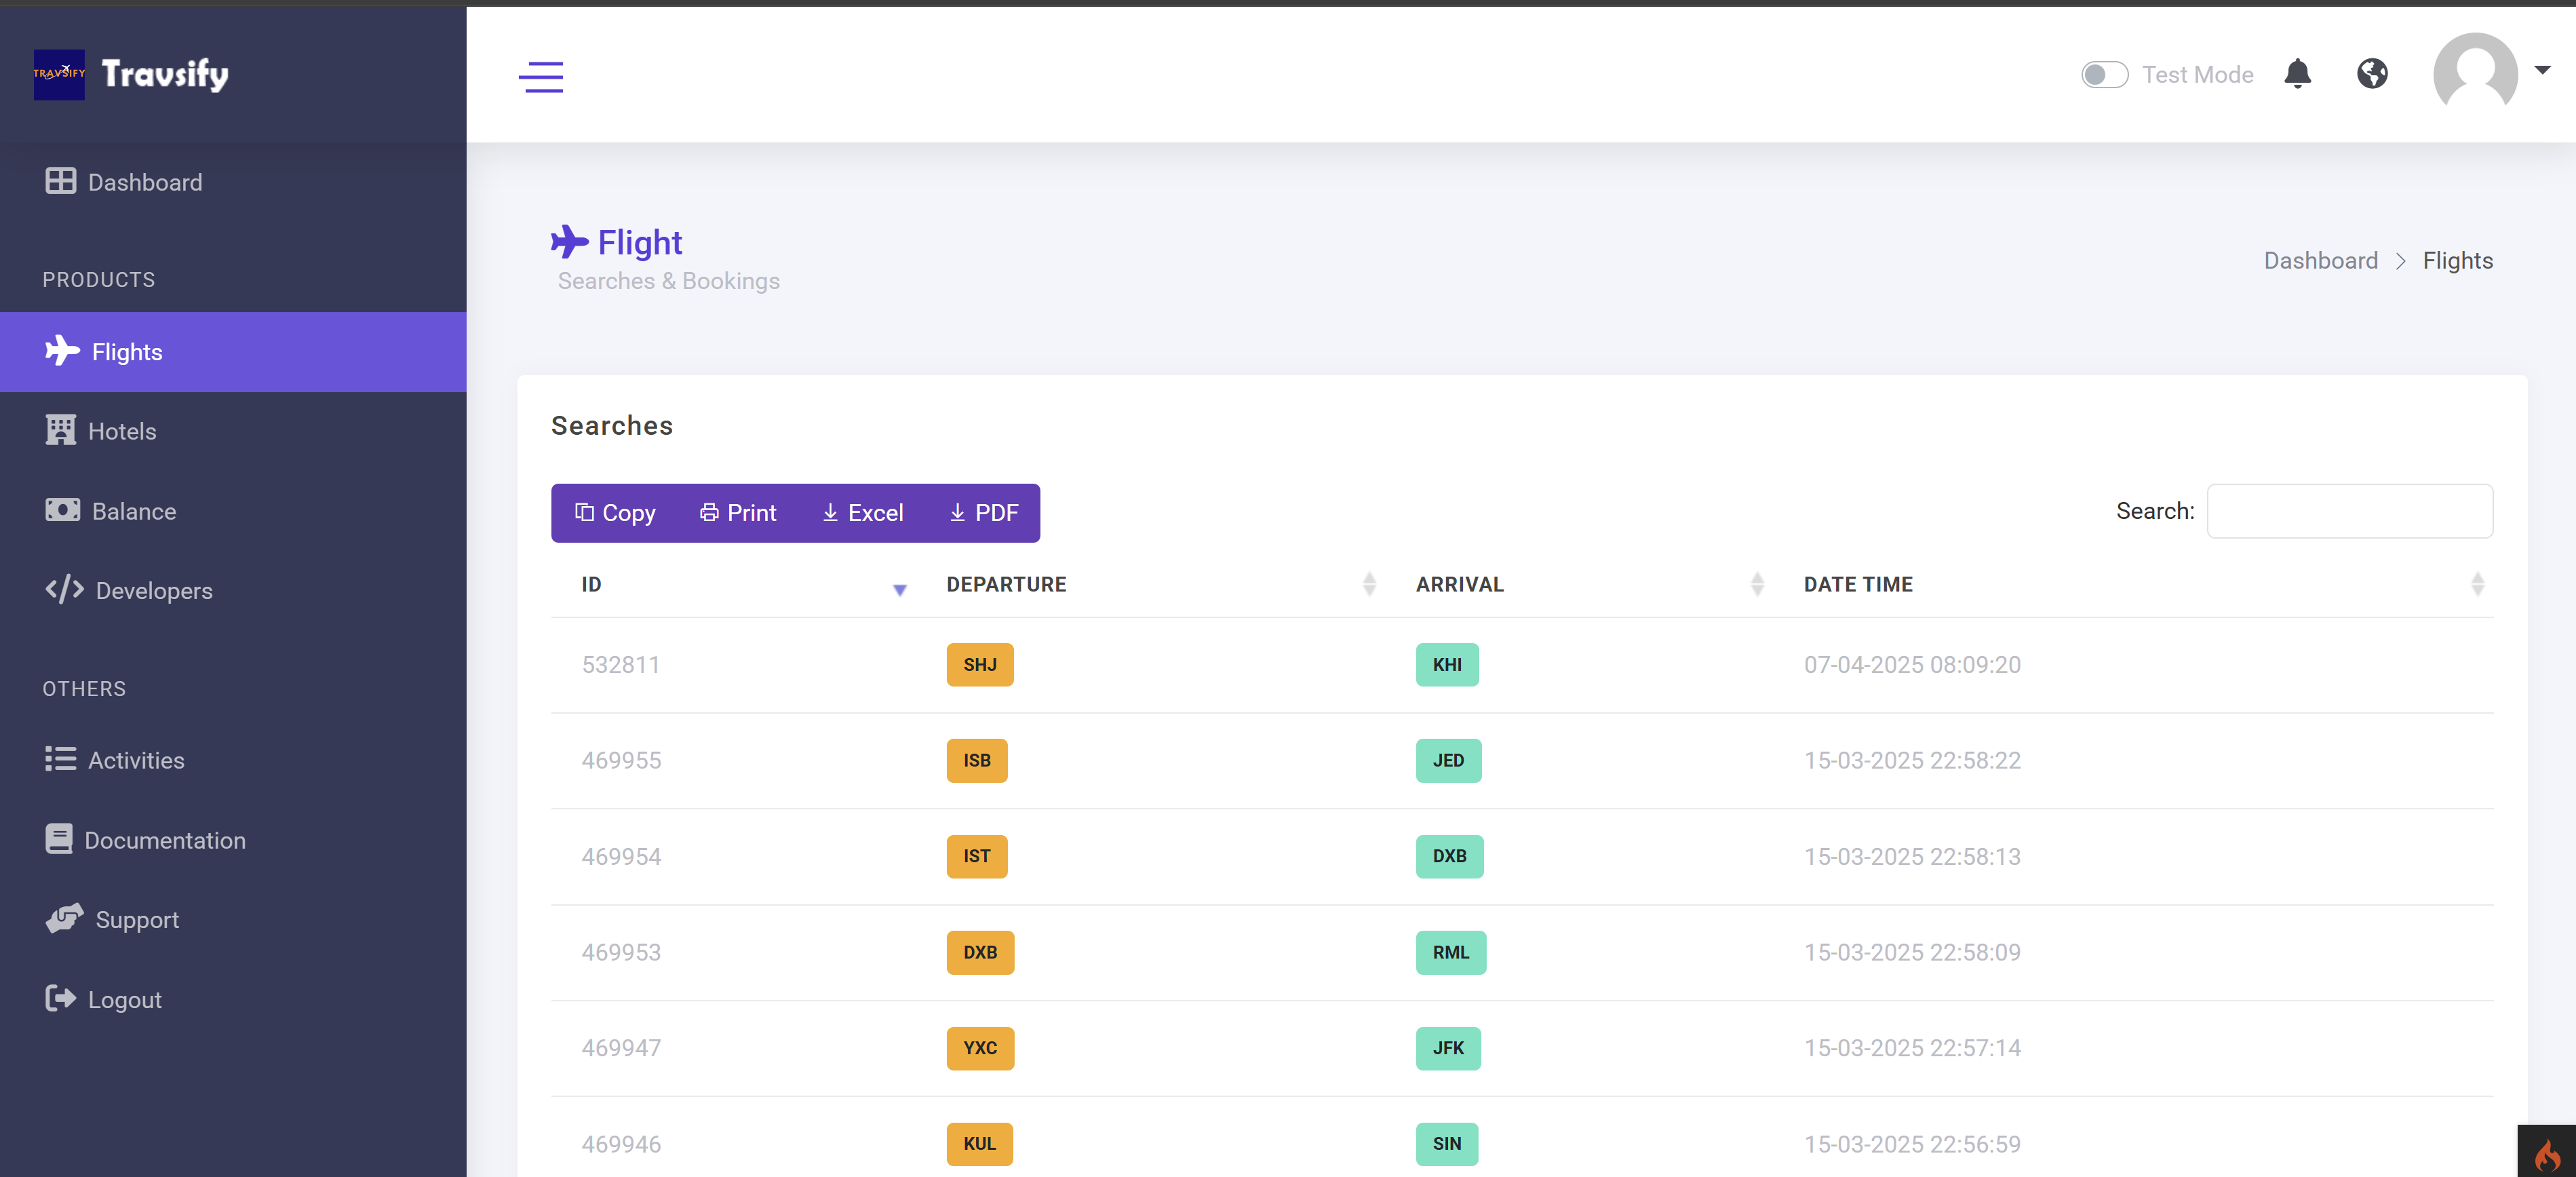 TRAVSIFY Travsify
Test Mode
Dashboard
PRODUCTS
Flights
Hotels
Balance
Developers
OTHERS
Activities
Documentation
Support
Logout
Flight
Searches & Bookings
Dashboard > Flights
Searches
Copy Print Excel PDF
Search:
ID DEPARTURE ARRIVAL DATE TIME
532811 SHJ KHI 07-04-2025 08:09:20
469955 ISB JED 15-03-2025 22:58:22
469954 IST DXB 15-03-2025 22:58:13
469953 DXB RML 15-03-2025 22:58:09
469947 YXC JFK 15-03-2025 22:57:14
469946 KUL SIN 15-03-2025 22:56:59